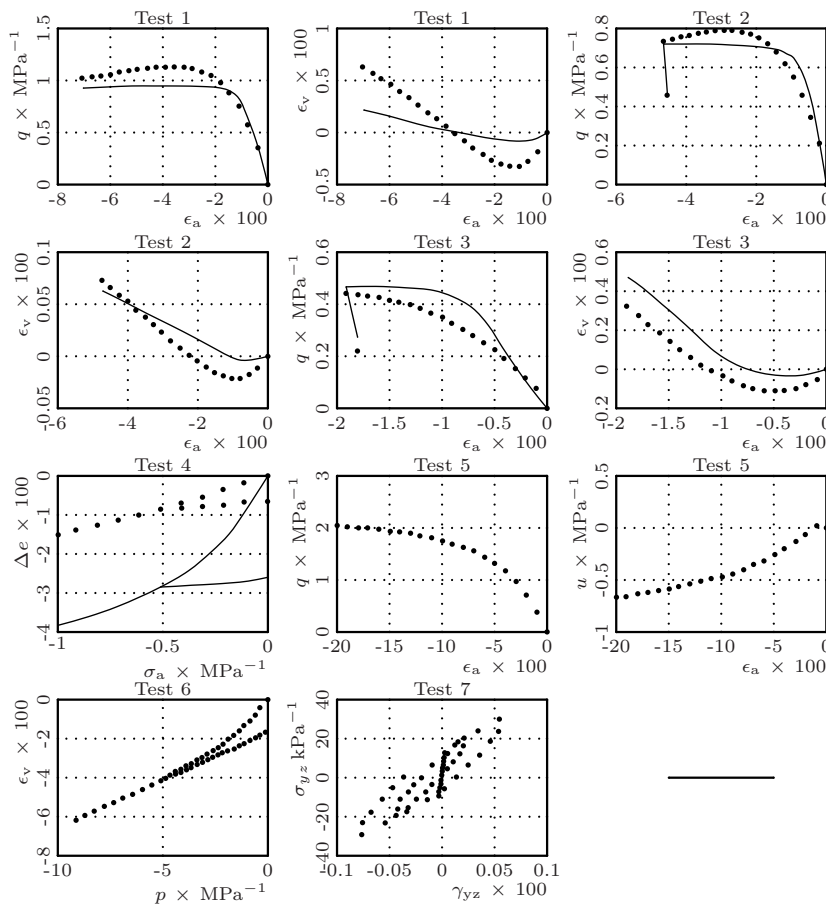 Test 1
q × MPa⁻¹
1.5
1
0.5
0
-8 -6 -4 -2 0
ϵa × 100
Test 1
ϵv × 100
1
0.5
0
-0.5
-8 -6 -4 -2 0
ϵa × 100
Test 2
q × MPa⁻¹
0.8
0.6
0.4
0.2
0
-6 -4 -2 0
ϵa × 100
Test 2
ϵv × 100
0.1
0.05
0
-0.05
-6 -4 -2 0
ϵa × 100
Test 3
q × MPa⁻¹
0.6
0.4
0.2
0
-2 -1.5 -1 -0.5 0
ϵa × 100
Test 3
ϵv × 100
0.6
0.4
0.2
0
-0.2
-2 -1.5 -1 -0.5 0
ϵa × 100
Test 4
Δe × 100
0
-1
-2
-3
-4
-1 -0.5 0
σa × MPa⁻¹
Test 5
q × MPa⁻¹
3
2
1
0
-20 -15 -10 -5 0
ϵa × 100
Test 5
u × MPa⁻¹
0.5
0
-0.5
-1
-20 -15 -10 -5 0
ϵa × 100
Test 6
ϵv × 100
0
-2
-4
-6
-8
-10 -5 0
p × MPa⁻¹
Test 7
σyz kPa⁻¹
40
20
0
-20
-40
-0.1 -0.05 0 0.05 0.1
γyz × 100